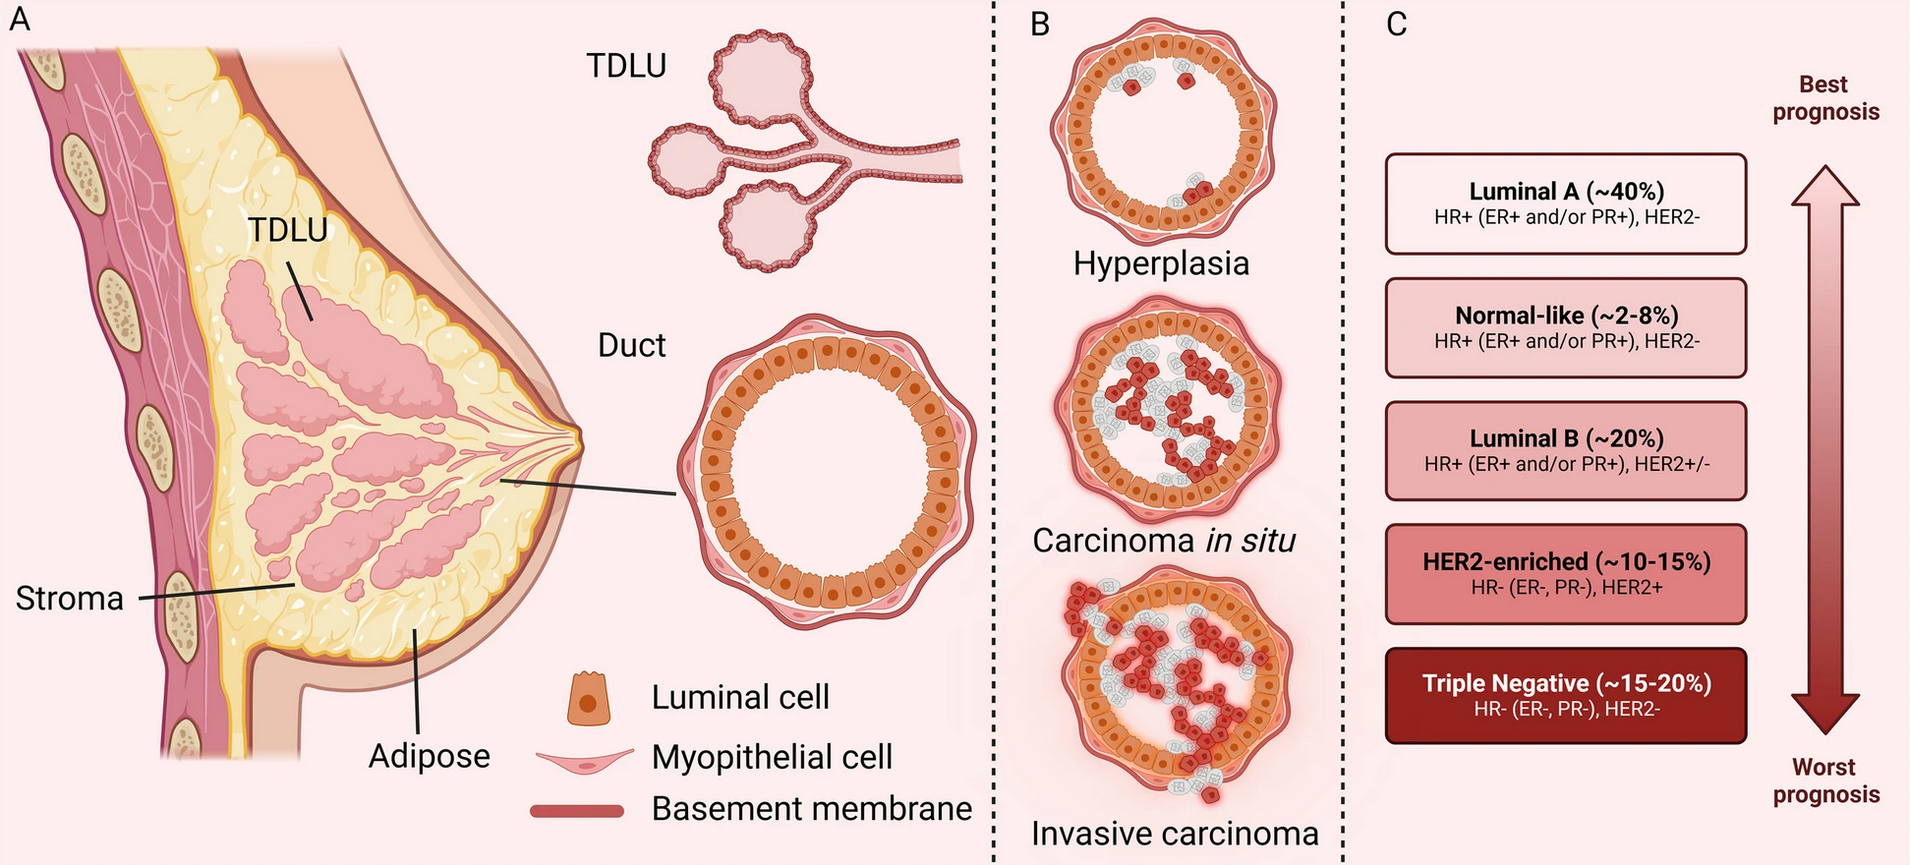 A
TDLU
TDLU
Duct
Stroma
Adipose
Luminal cell
Myopithelial cell
Basement membrane
B
Hyperplasia
Carcinoma in situ
Invasive carcinoma
C
Best
prognosis
Luminal A (~40%)
HR+ (ER+ and/or PR+), HER2-
Normal-like (~2-8%)
HR+ (ER+ and/or PR+), HER2-
Luminal B (~20%)
HR+ (ER+ and/or PR+), HER2+/-
HER2-enriched (~10-15%)
HR- (ER-, PR-), HER2+
Triple Negative (~15-20%)
HR- (ER-, PR-), HER2-
Worst
prognosis